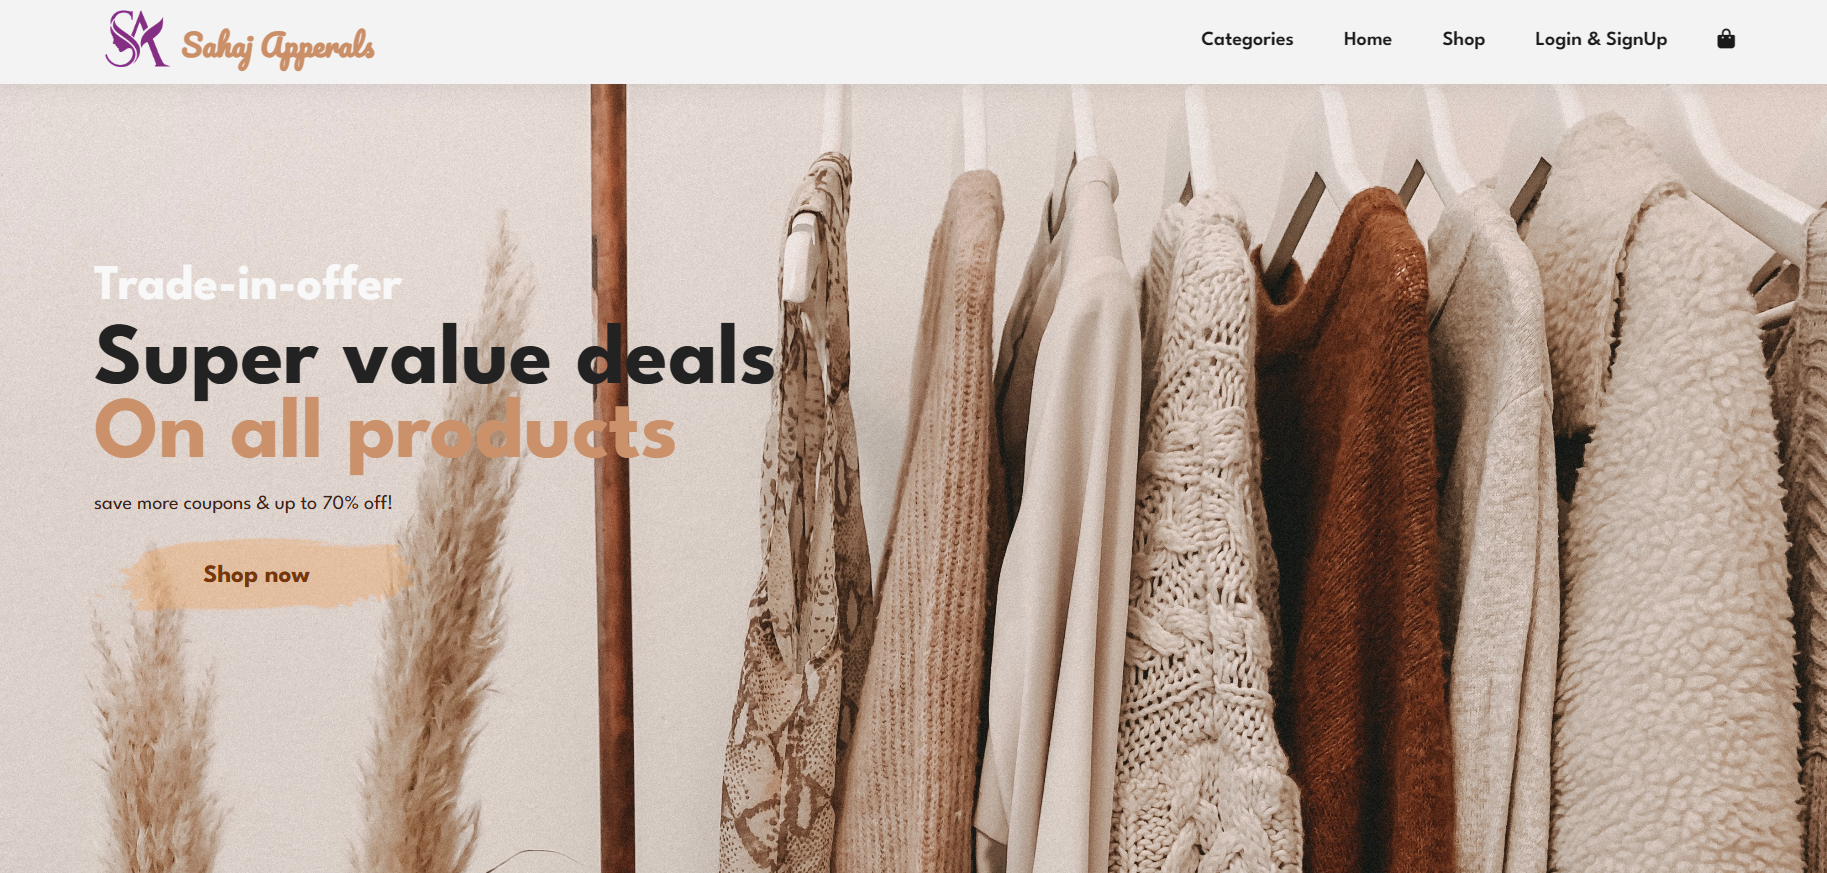 SA Sahaj Apperals
Categories Home Shop Login & SignUp
Trade-in-offer
Super value deals
On all products
save more coupons & up to 70% off!
Shop now